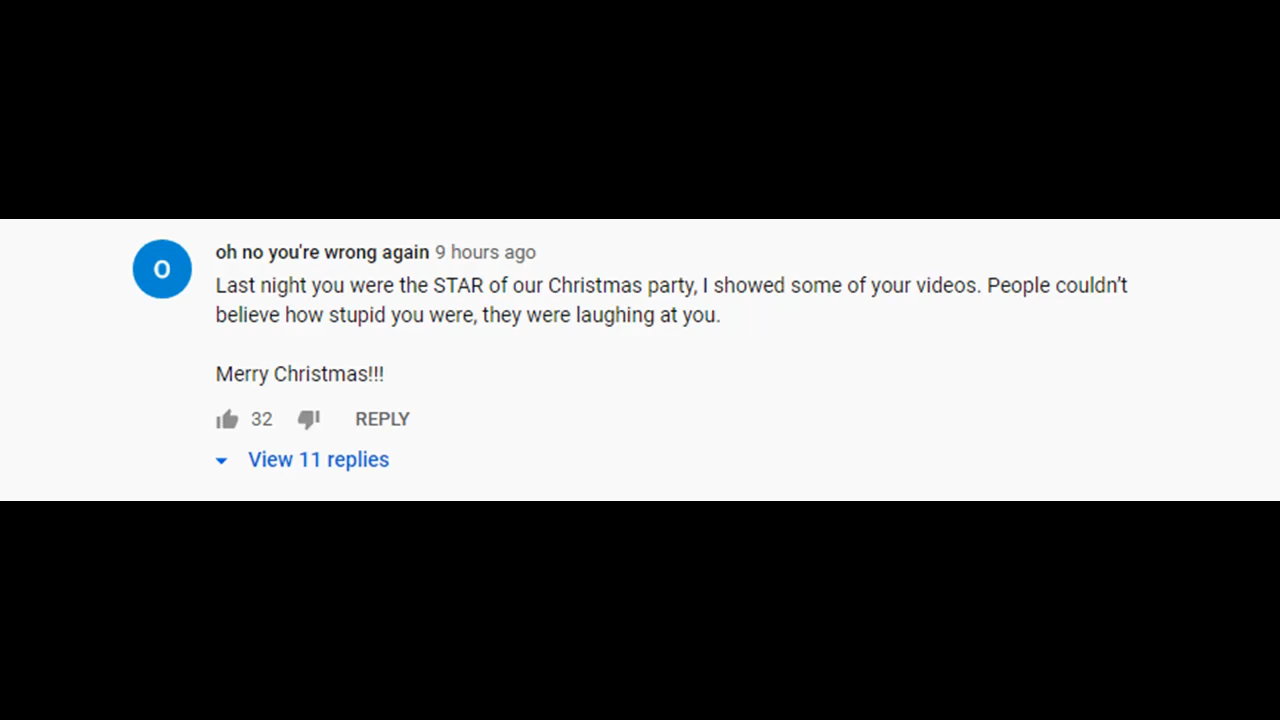 O
oh no you're wrong again 9 hours ago
Last night you were the STAR of our Christmas party, I showed some of your videos. People couldn’t
believe how stupid you were, they were laughing at you.
Merry Christmas!!!
32 REPLY
View 11 replies